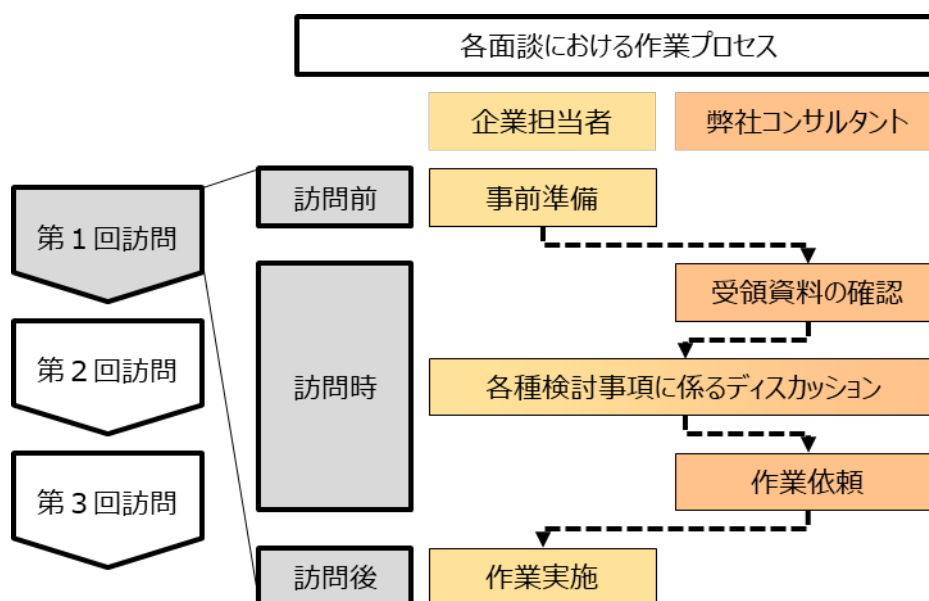 各面談における作業プロセス
企業担当者
弊社コンサルタント
第１回訪問
第２回訪問
第３回訪問
訪問前
事前準備
訪問時
受領資料の確認
各種検討事項に係るディスカッション
作業依頼
訪問後
作業実施